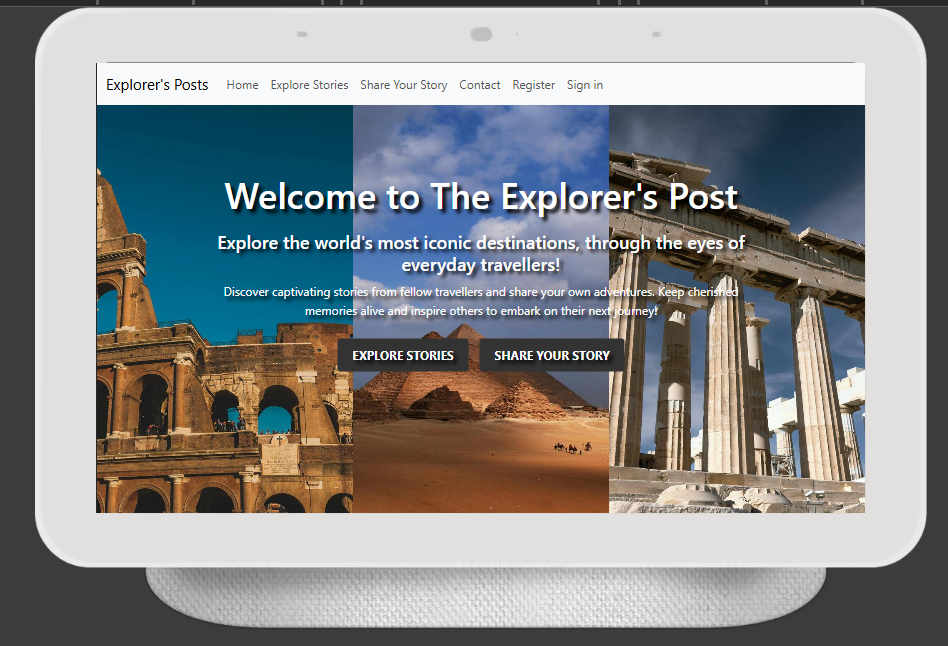 Explorer's Posts Home Explore Stories Share Your Story Contact Register Sign in
Welcome to The Explorer's Post
Explore the world's most iconic destinations, through the eyes of
everyday travellers!
Discover captivating stories from fellow travellers and share your own adventures. Keep cherished
memories alive and inspire others to embark on their next journey!
EXPLORE STORIES SHARE YOUR STORY